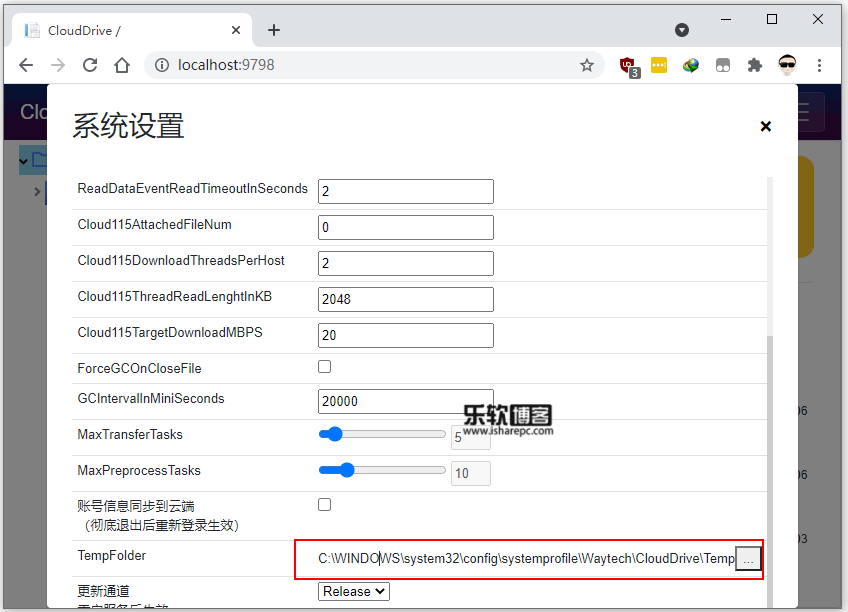 CloudDrive /
localhost:9798
3
Clo
系统设置
ReadDataEventReadTimeoutInSeconds
2
Cloud115AttachedFileNum
0
Cloud115DownloadThreadsPerHost
2
Cloud115ThreadReadLenghtInKB
2048
Cloud115TargetDownloadMBPS
20
ForceGCOnCloseFile
GCIntervalInMiniSeconds
20000
乐软博客
www.isharepc.com
06
MaxTransferTasks
5
MaxPreprocessTasks
10
06
账号信息同步到云端
（彻底退出后重新登录生效）
03
TempFolder
C:\WINDOWS\system32\config\systemprofile\Waytech\CloudDrive\Temp
...
更新通道
Release